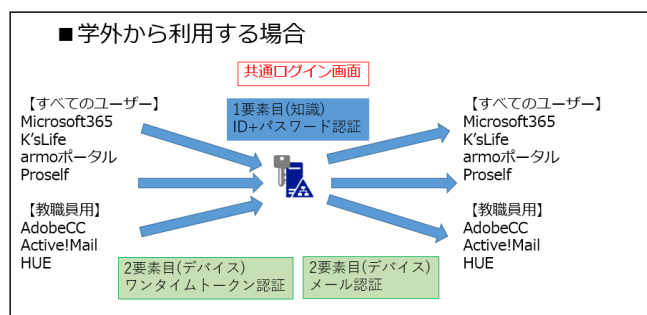 ■学外から利用する場合
共通ログイン画面
【すべてのユーザー】
Microsoft365
K'sLife
armoポータル
Proself
【教職員用】
AdobeCC
Active!Mail
HUE
1要素目(知識)
ID+パスワード認証
2要素目(デバイス)
ワンタイムトークン認証
2要素目(デバイス)
メール認証
【すべてのユーザー】
Microsoft365
K'sLife
armoポータル
Proself
【教職員用】
AdobeCC
Active!Mail
HUE